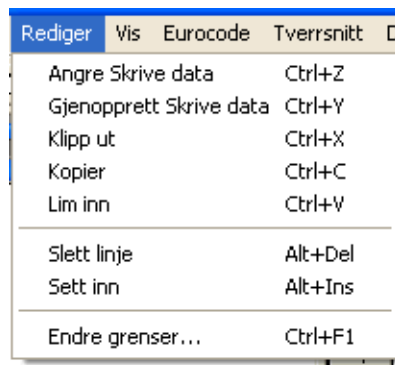 Rediger Vis Eurocode Tverrsnitt
Angre Skrive data Ctrl+Z
Gjenopprett Skrive data Ctrl+Y
Klipp ut Ctrl+X
Kopier Ctrl+C
Lim inn Ctrl+V
Slett linje Alt+Del
Sett inn Alt+Ins
Endre grenser... Ctrl+F1